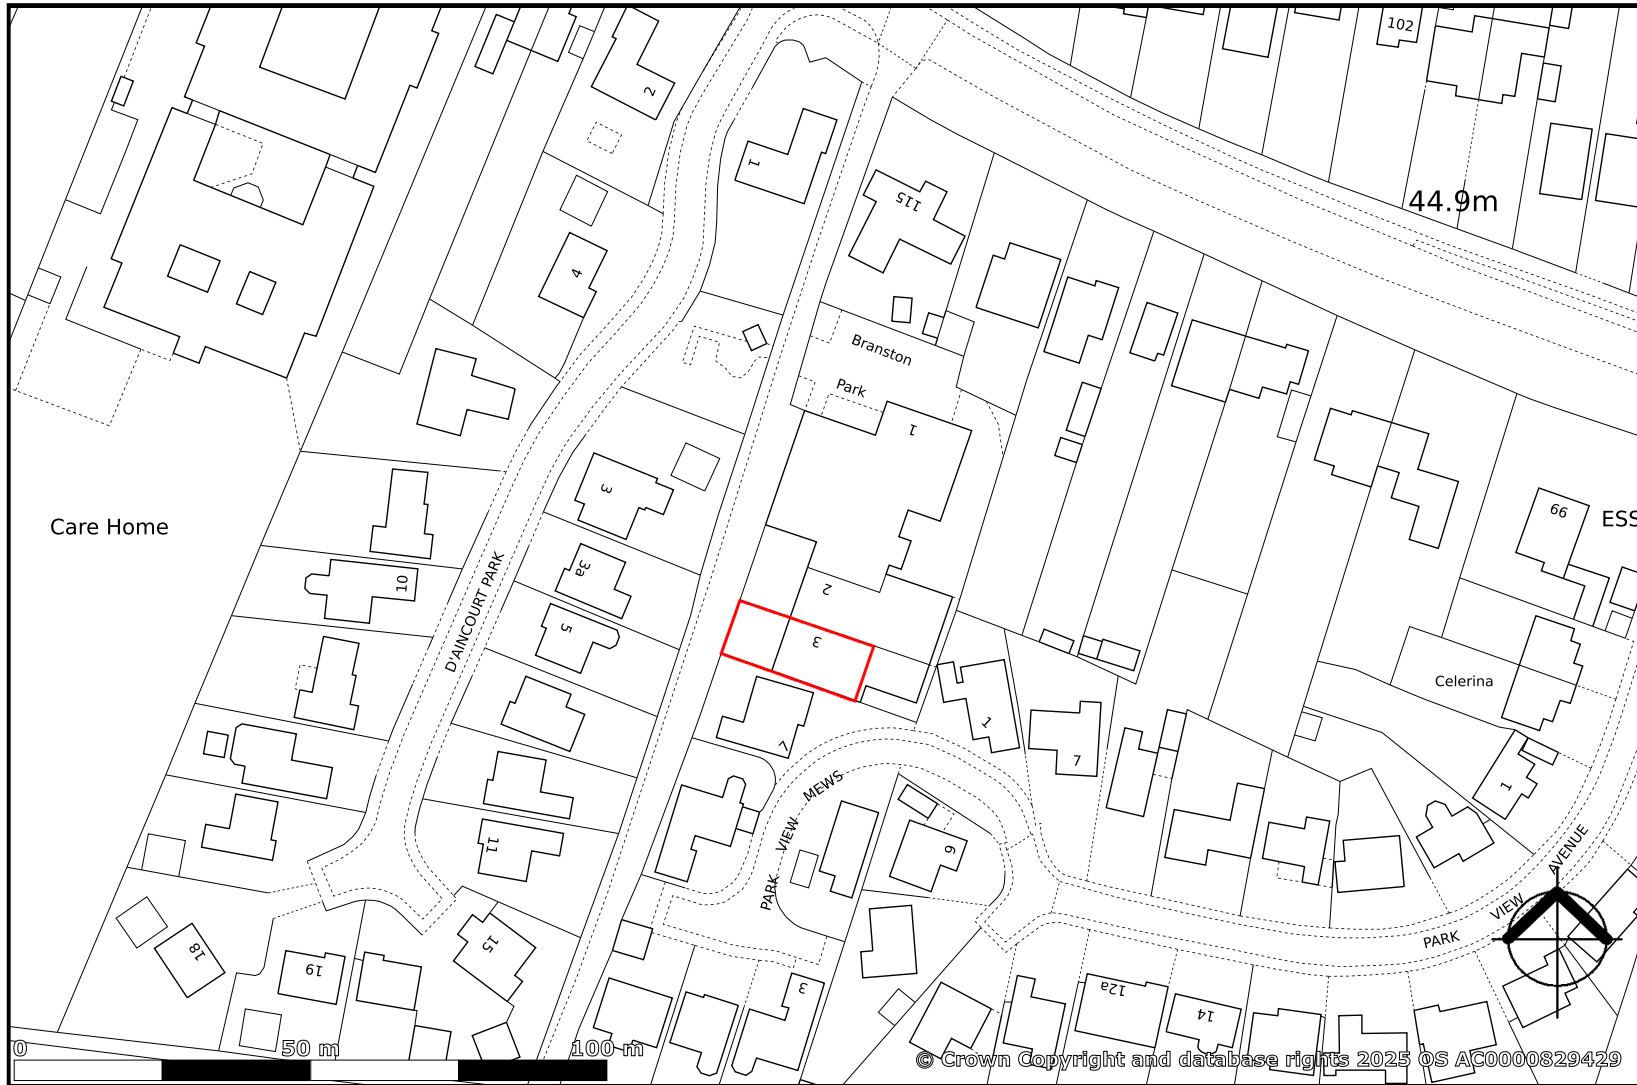 102
2
1
44.9m
115
4
Branston
Park
1
3
99
ESS
Care Home
3a
10
D'AINCOURT PARK
2
5
3
Celerina
1
7
7
1
MEWS
VIEW
PARK
11
6
AVENUE
VIEW
PARK
15
18
19
3
12a
14
0
50 m
100 m
© Crown Copyright and database rights 2025 OS AC0000829429